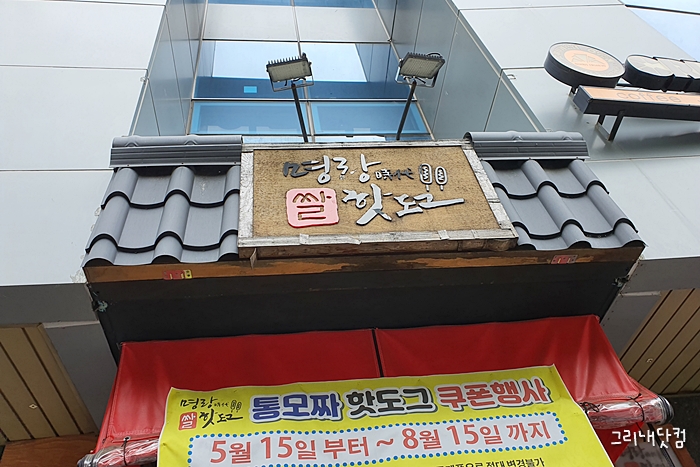 명랑시대
쌀핫도그
coffee
명랑시대
쌀핫도그
통모짜 핫도그 쿠폰행사
5월 15일 부터 ~ 8월 15일 까지
그리내닷컴